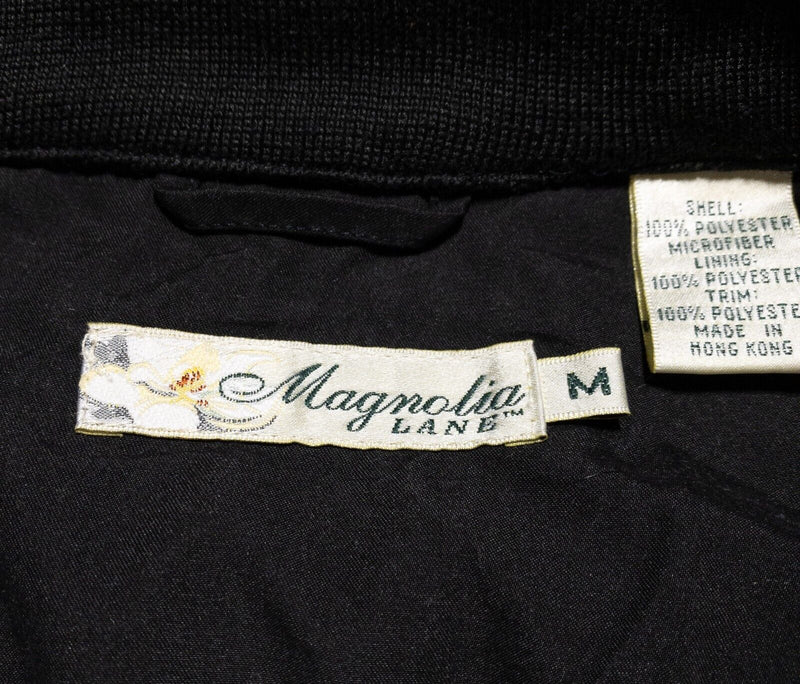 Magnolia
LANE™
M
SHELL:
100% POLYESTER
MICROFIBER
LINING:
100% POLYESTER
TRIM:
100% POLYESTER
MADE IN
HONG KONG